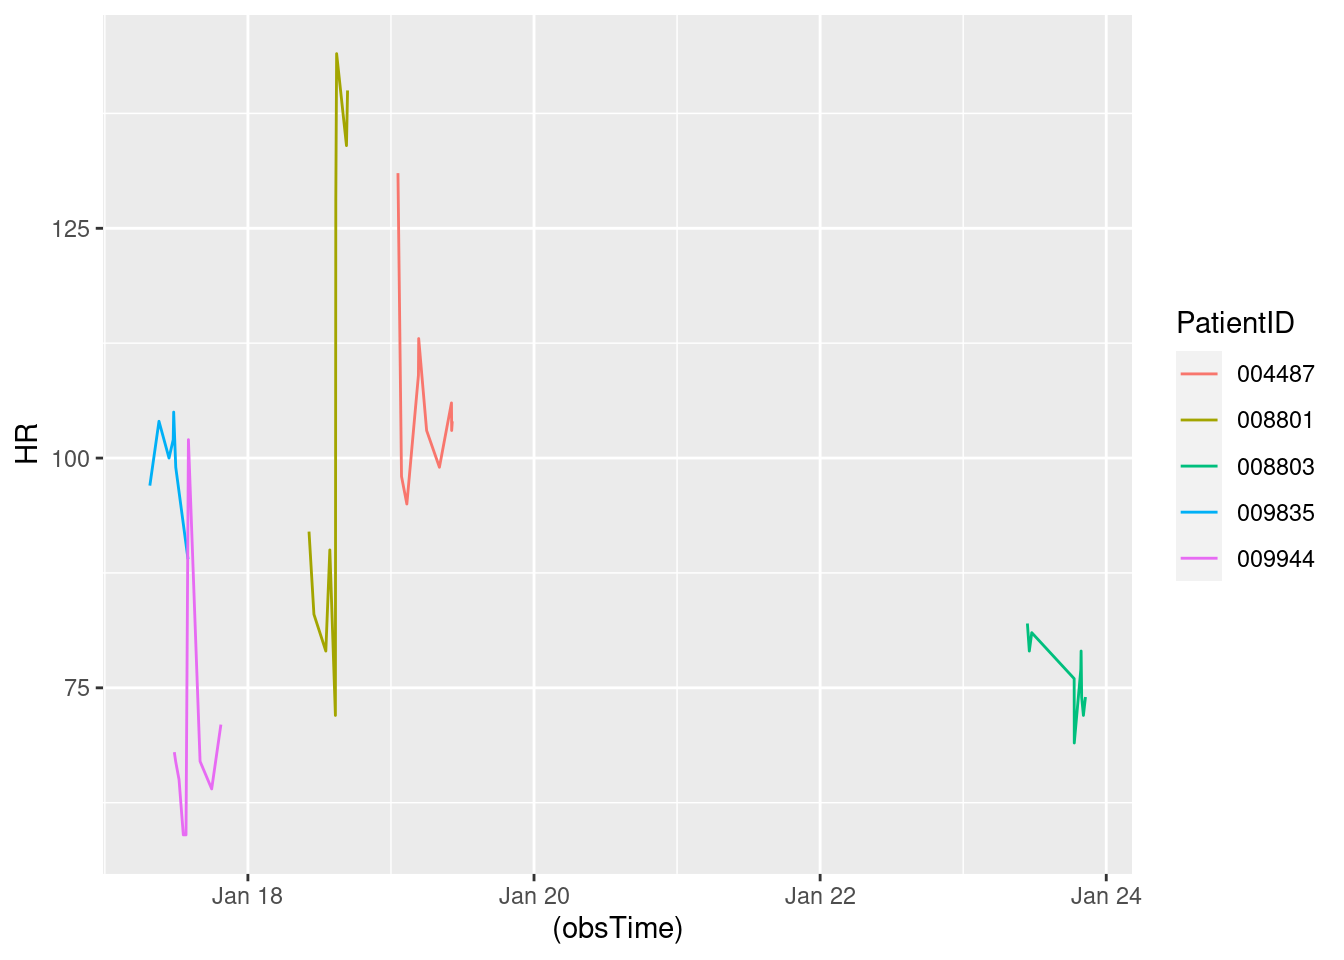 HR
125
100
75
Jan 18
Jan 20
Jan 22
Jan 24
(obsTime)
PatientID
004487
008801
008803
009835
009944